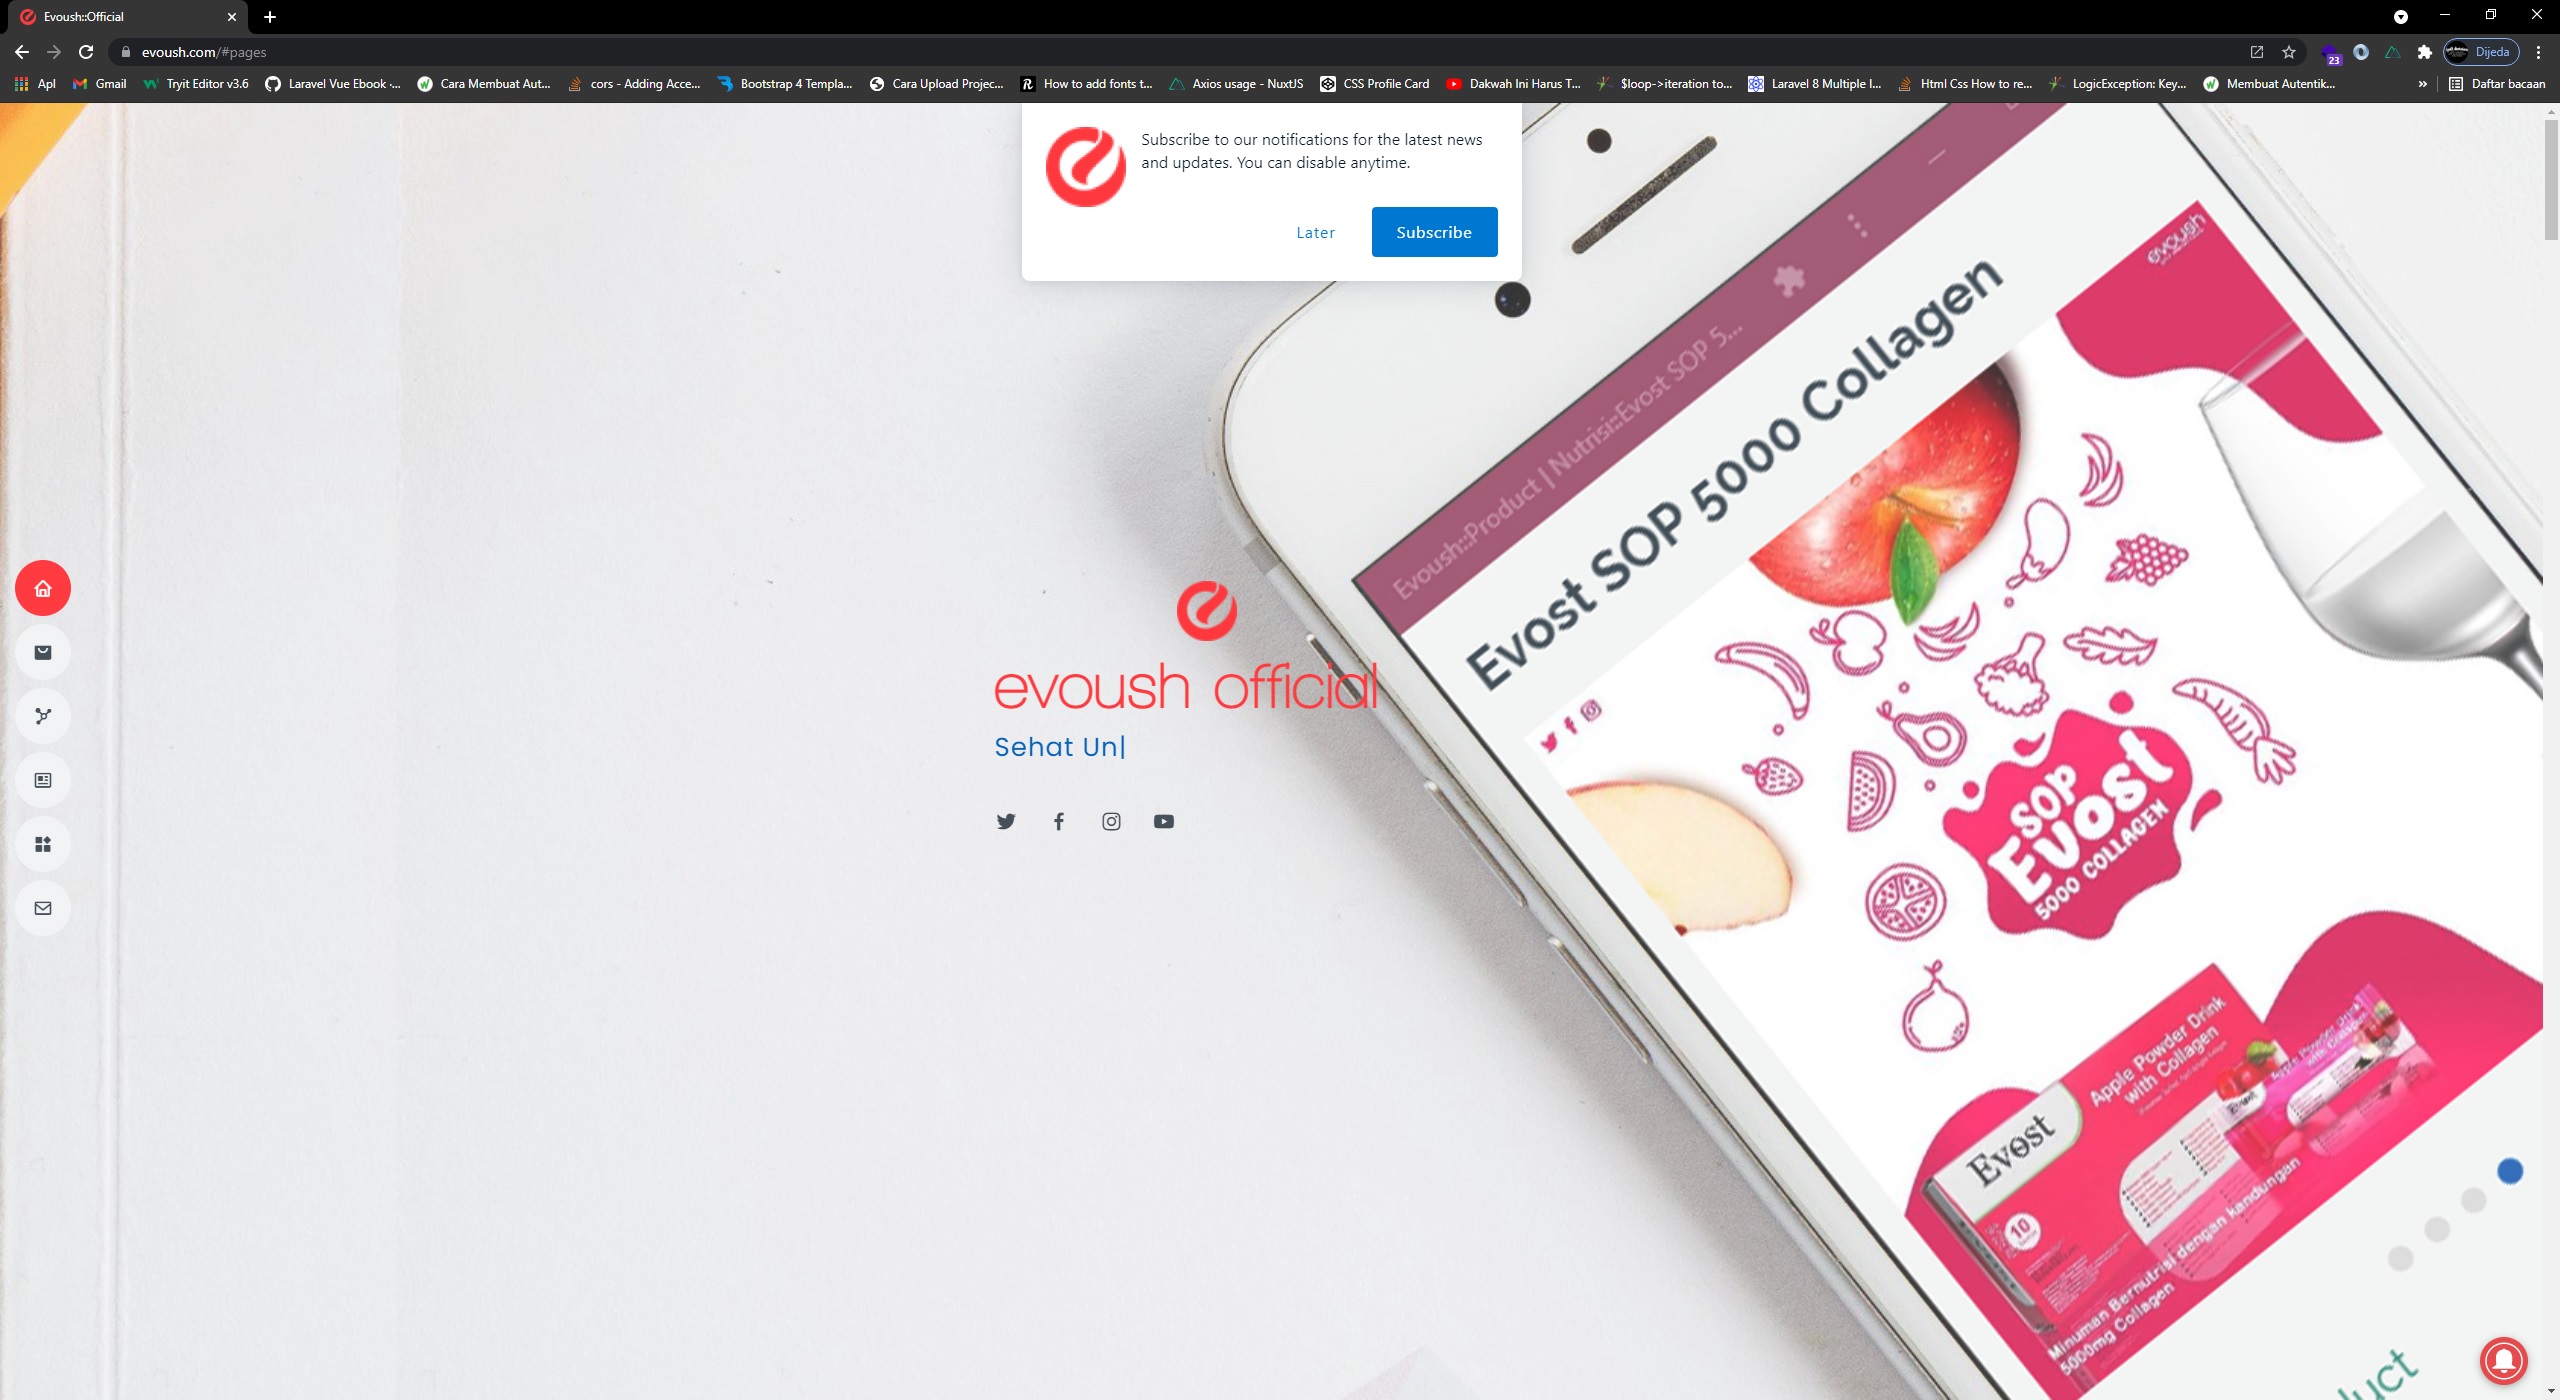 Evoush::Official
evoush.com/#pages
Apl
Gmail
Tryit Editor v3.6
Laravel Vue Ebook -...
Cara Membuat Aut...
cors - Adding Acce...
Bootstrap 4 Templa...
Cara Upload Projec...
How to add fonts t...
Axios usage - NuxtJS
CSS Profile Card
Dakwah Ini Harus T...
$loop->iteration to...
Laravel 8 Multiple I...
Html Css How to re...
LogicException: Key...
Membuat Autentik...
»
Daftar bacaan
23
Dijeda
Subscribe to our notifications for the latest news
and updates. You can disable anytime.
Later
Subscribe
evoush official
Sehat Un|
Evoush::Product | Nutrisi::Evost SOP 5...
Evost SOP 5000 Collagen
evoush
SOP
Evost
5000 COLLAGEN
Apple Powder Drink
with Collagen
Evost
10
Minuman Bernutrisi dengan kandungan
5000mg Collagen
duct